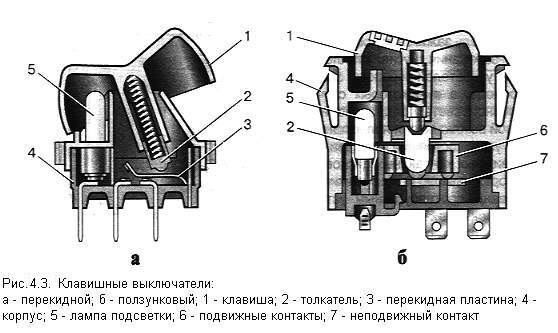 1
5
2
3
4
а
1
4
5
2
6
7
б
Рис.4.3. Клавишные выключатели:
а - перекидной; б - ползунковый; 1 - клавиша; 2 - толкатель; 3 - перекидная пластина; 4 -
корпус; 5 - лампа подсветки; 6 - подвижные контакты; 7 - неподвижный контакт